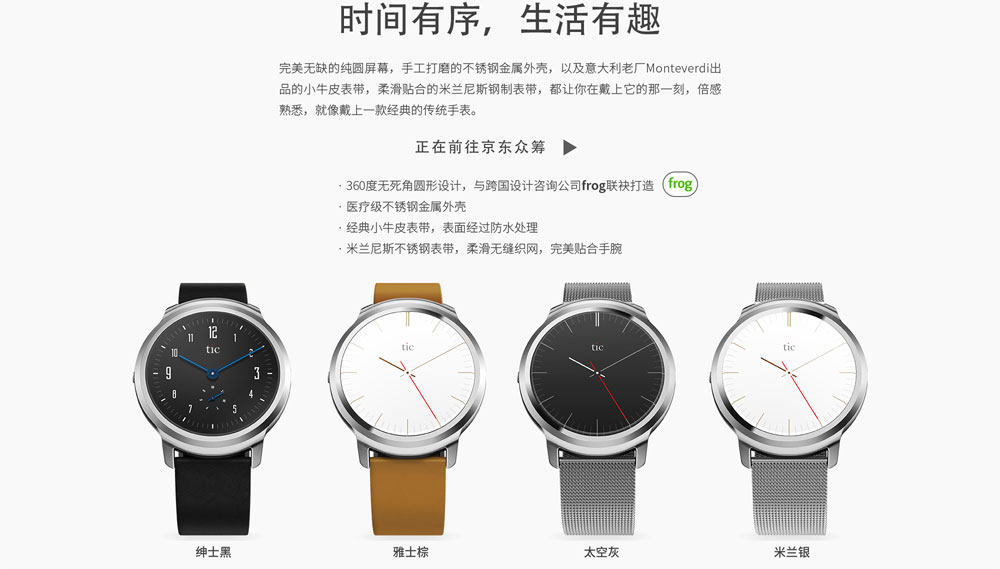 时间有序，生活有趣
完美无缺的纯圆屏幕，手工打磨的不锈钢金属外壳，以及意大利老厂Monteverdi出
品的小牛皮表带，柔滑贴合的米兰尼斯钢制表带，都让你在戴上它的那一刻，倍感
熟悉，就像戴上一款经典的传统手表。
正在前往京东众筹
· 360度无死角圆形设计，与跨国设计咨询公司frog联袂打造 frog
· 医疗级不锈钢金属外壳
· 经典小牛皮表带，表面经过防水处理
· 米兰尼斯不锈钢表带，柔滑无缝织网，完美贴合手腕
12
11 1
10 2
tic
9 3
8 4
7 5
tic
tic
tic
绅士黑
雅士棕
太空灰
米兰银